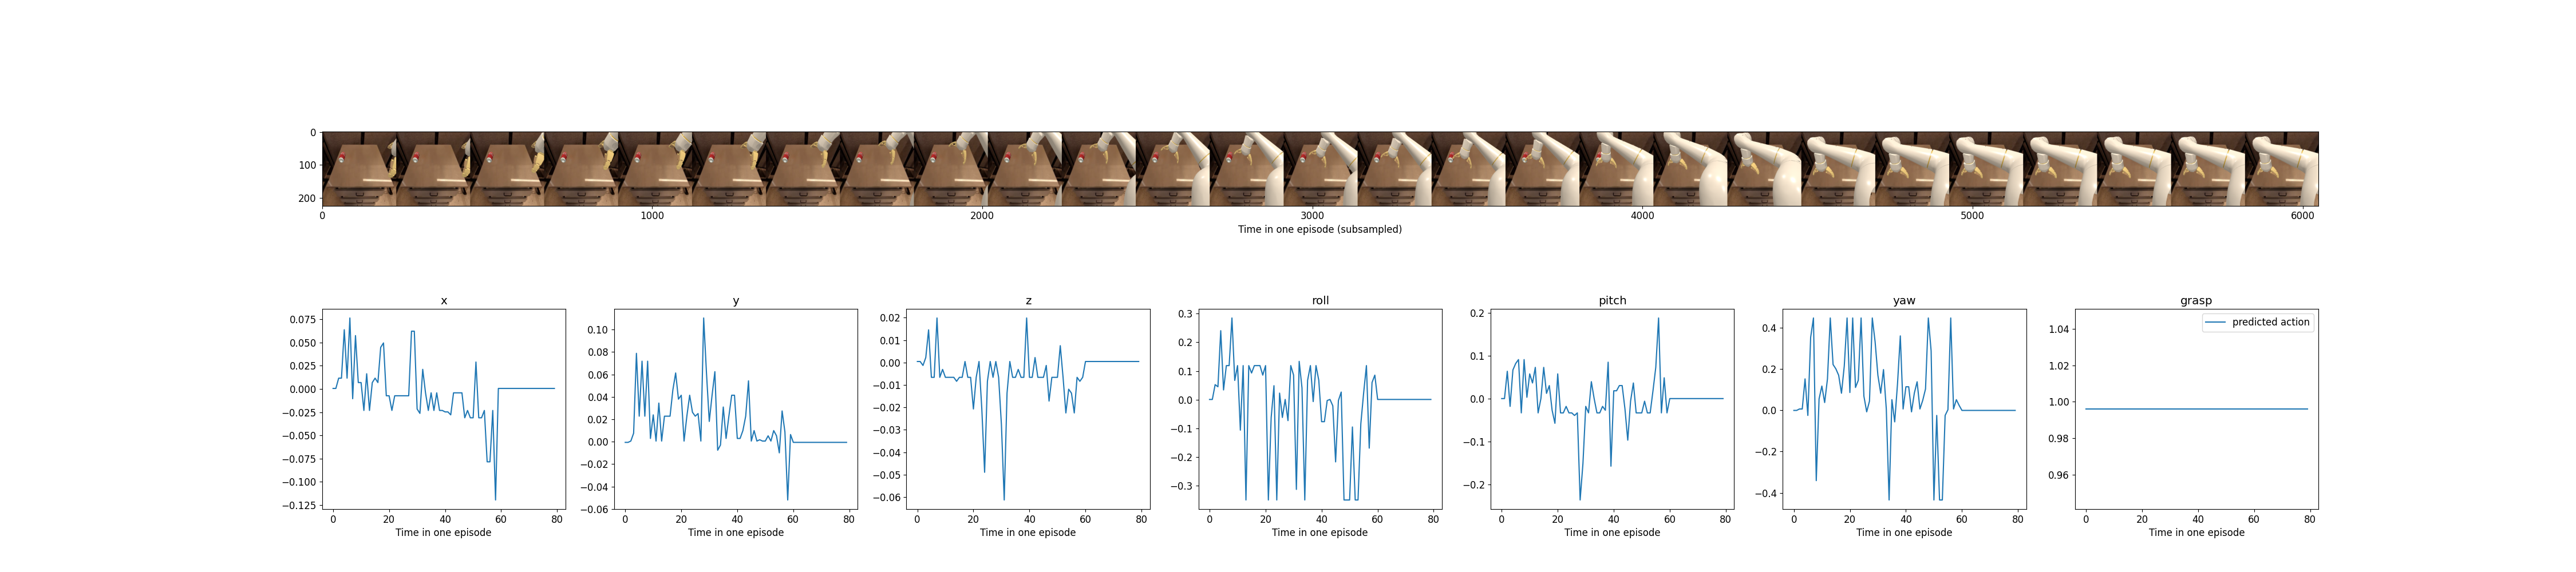 0
100
200
0 1000 2000 3000 4000 5000 6000
Time in one episode (subsampled)
x
0.075
0.050
0.025
0.000
−0.025
−0.050
−0.075
−0.100
−0.125
0 20 40 60 80
Time in one episode
y
0.10
0.08
0.06
0.04
0.02
0.00
−0.02
−0.04
−0.06
0 20 40 60 80
Time in one episode
z
0.02
0.01
0.00
−0.01
−0.02
−0.03
−0.04
−0.05
−0.06
0 20 40 60 80
Time in one episode
roll
0.3
0.2
0.1
0.0
−0.1
−0.2
−0.3
0 20 40 60 80
Time in one episode
pitch
0.2
0.1
0.0
−0.1
−0.2
0 20 40 60 80
Time in one episode
yaw
0.4
0.2
0.0
−0.2
−0.4
0 20 40 60 80
Time in one episode
grasp
predicted action
1.04
1.02
1.00
0.98
0.96
0 20 40 60 80
Time in one episode